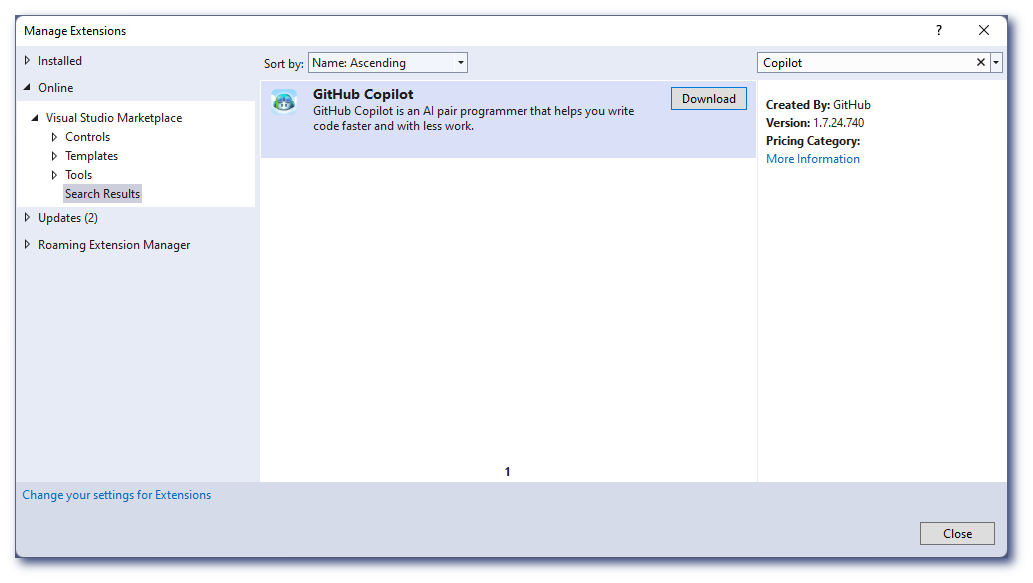 Manage Extensions
?
Installed
Online
Visual Studio Marketplace
Controls
Templates
Tools
Search Results
Updates (2)
Roaming Extension Manager
Sort by: Name: Ascending
GitHub Copilot
GitHub Copilot is an AI pair programmer that helps you write
code faster and with less work.
Download
1
Copilot
Created By: GitHub
Version: 1.7.24.740
Pricing Category:
More Information
Change your settings for Extensions
Close